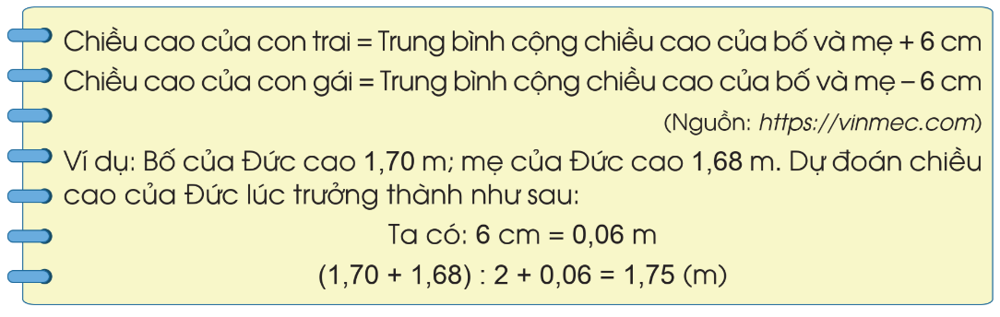 Chiều cao của con trai = Trung bình cộng chiều cao của bố và mẹ + 6 cm
Chiều cao của con gái = Trung bình cộng chiều cao của bố và mẹ – 6 cm
(Nguồn: https://vinmec.com)
Ví dụ: Bố của Đức cao 1,70 m; mẹ của Đức cao 1,68 m. Dự đoán chiều
cao của Đức lúc trưởng thành như sau:
Ta có: 6 cm = 0,06 m
(1,70 + 1,68) : 2 + 0,06 = 1,75 (m)